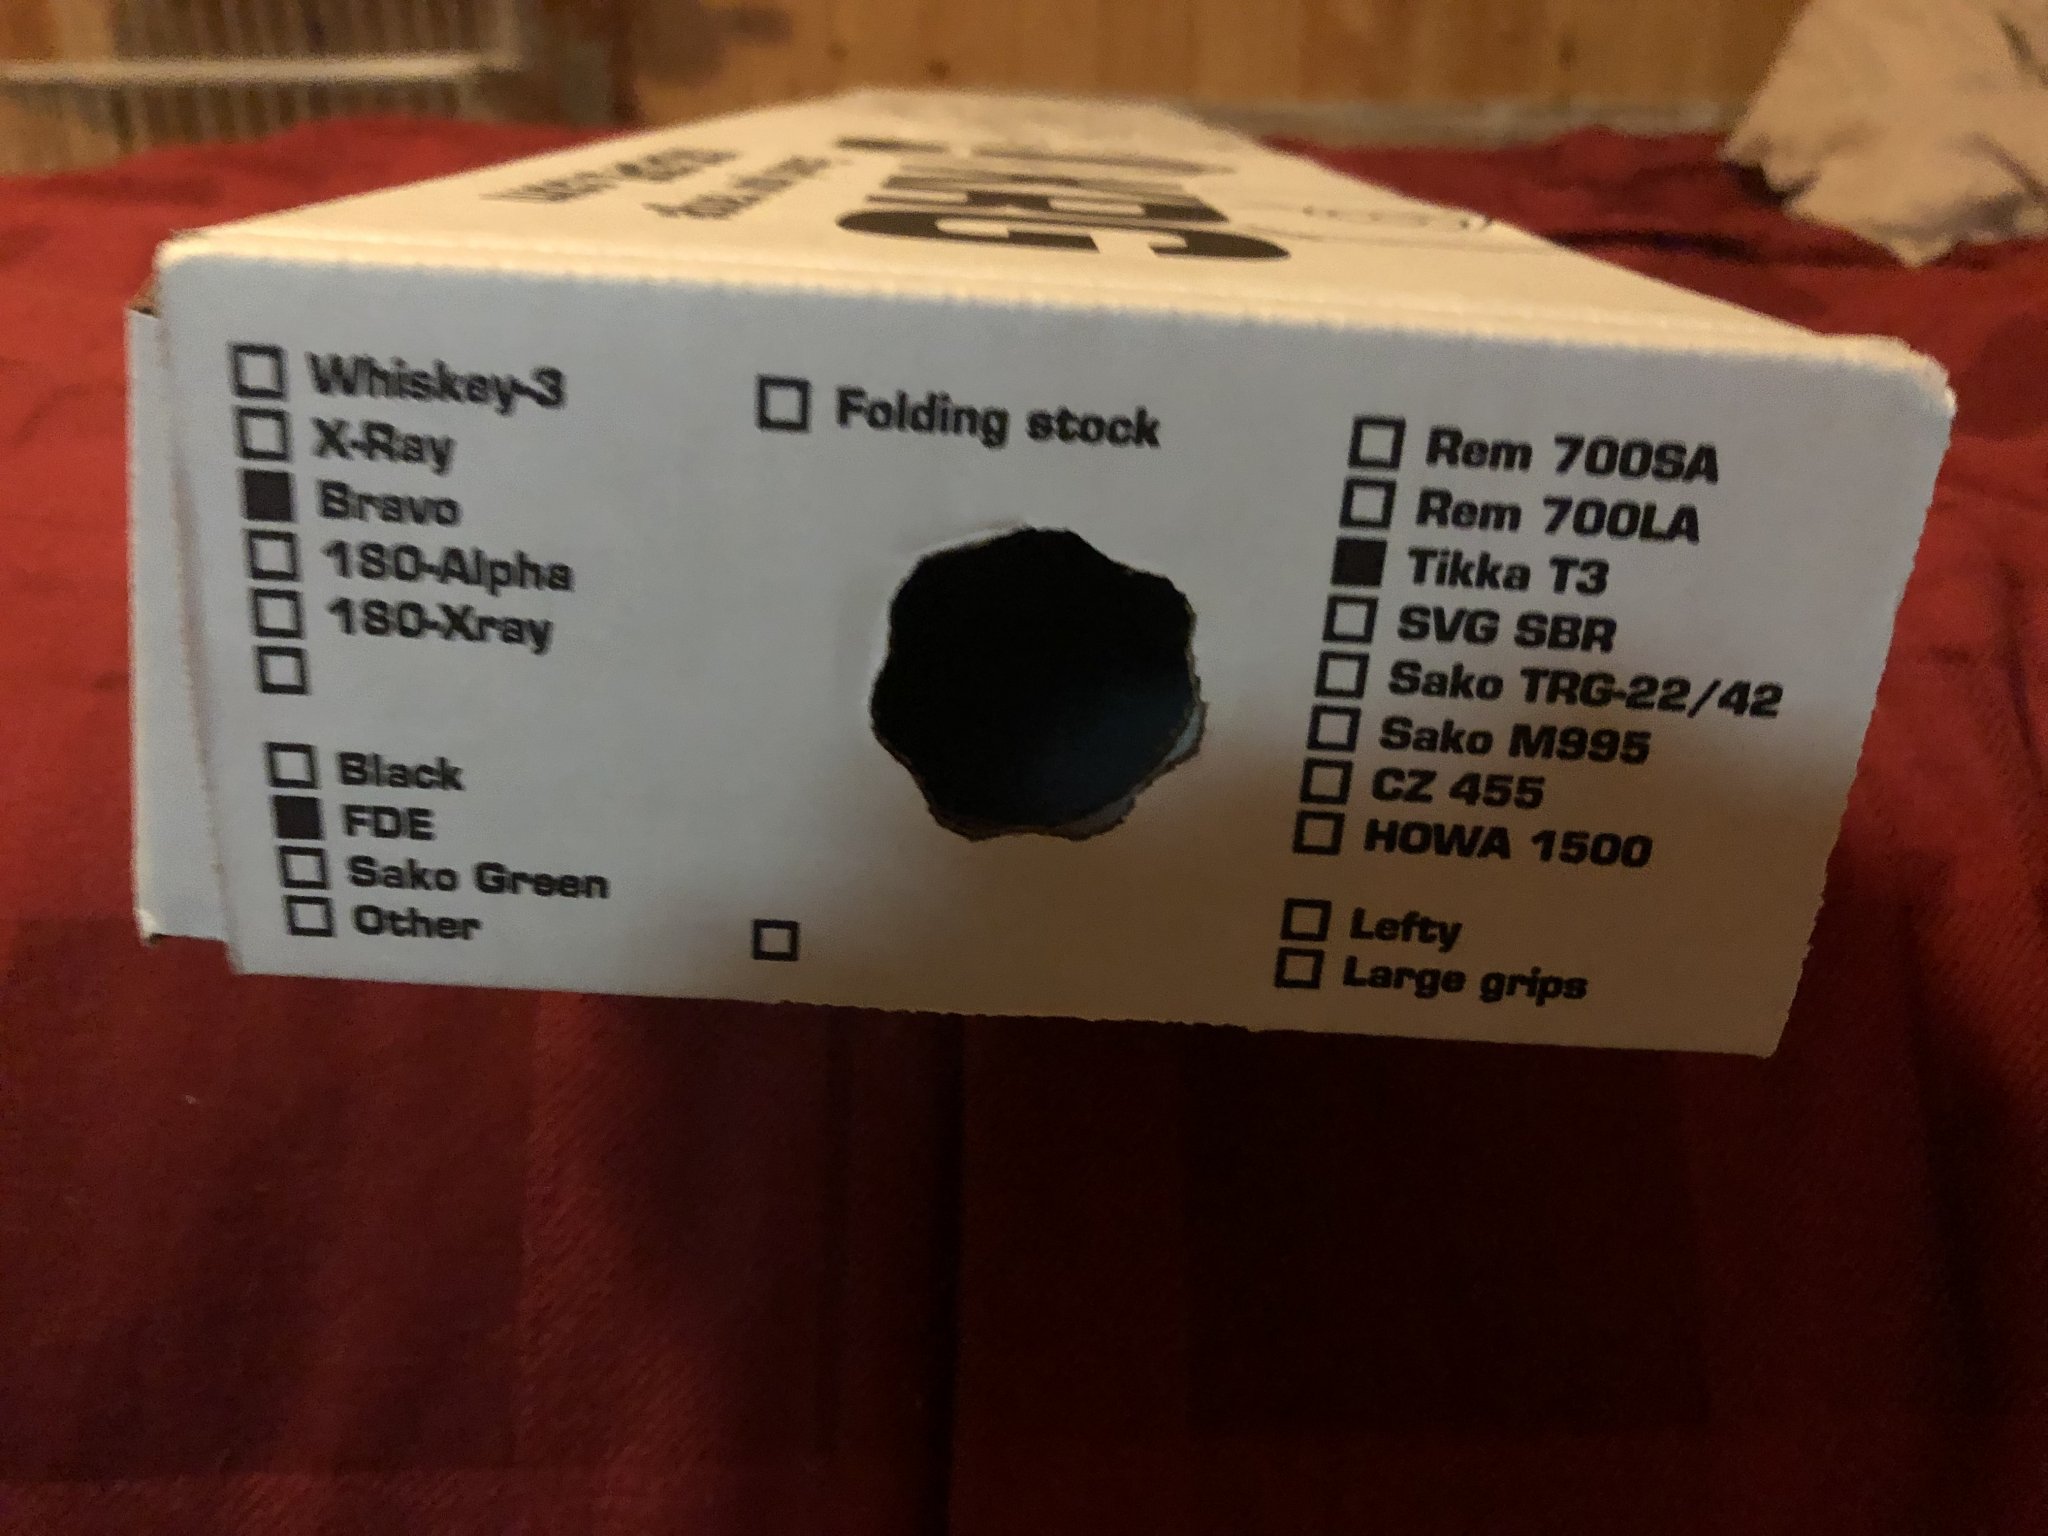 Whiskey-3
X-Ray
Bravo
180-Alpha
180-Xray
Black
FDE
Sako Green
Other
Folding stock
Rem 700SA
Rem 700LA
Tikka T3
SVG SBR
Sako TRG-22/42
Sako M995
CZ 455
HOWA 1500
Lefty
Large grips